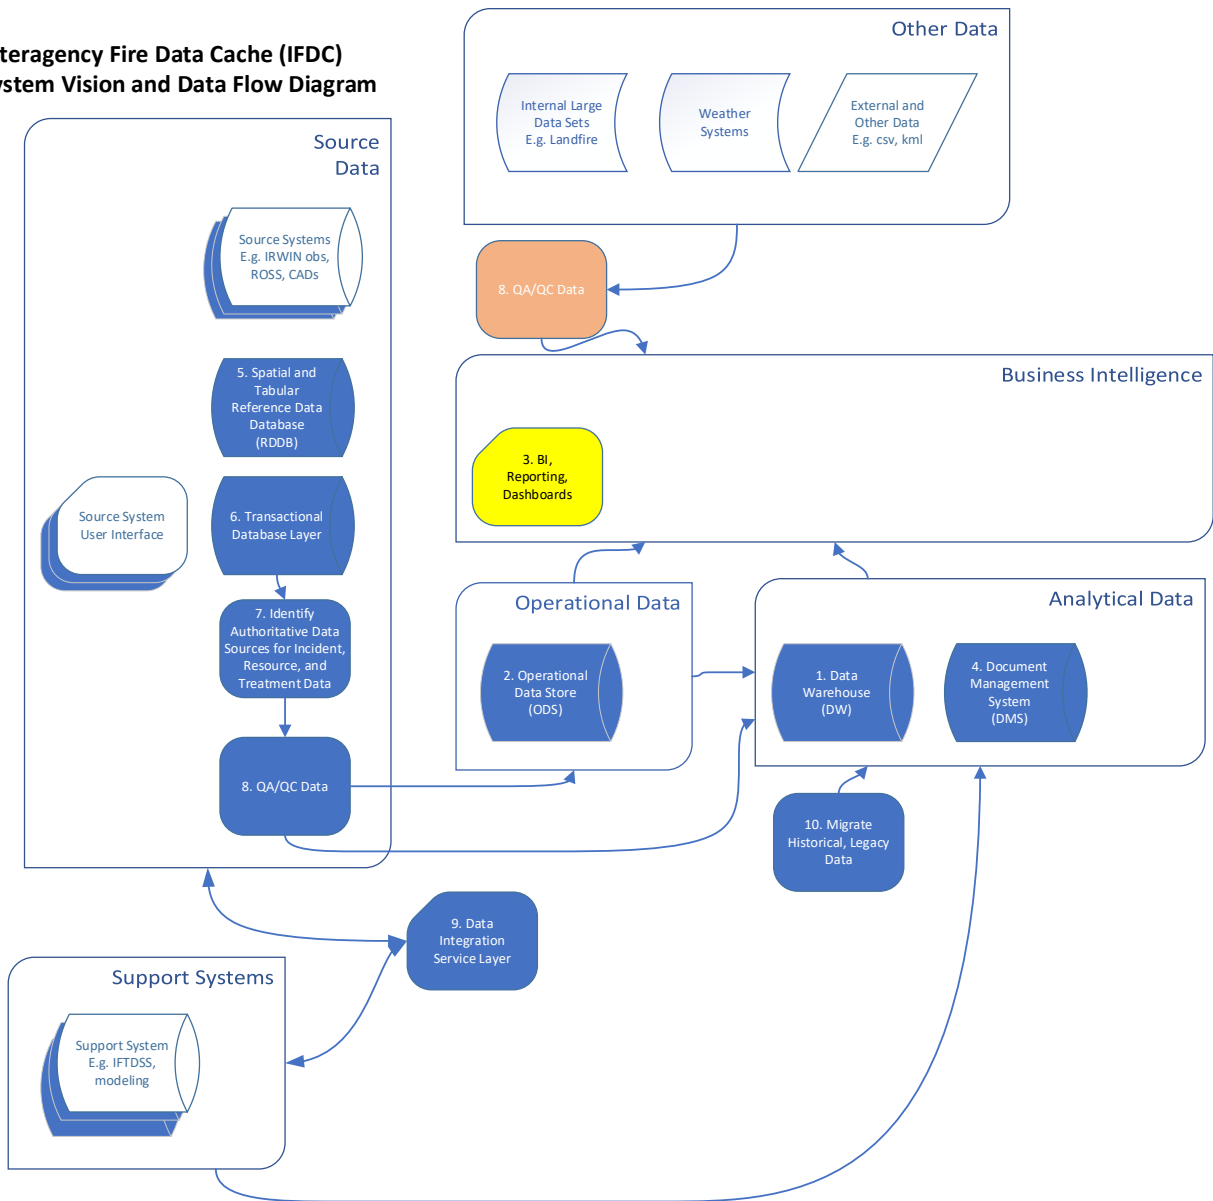 teragency Fire Data Cache (IFDC)
ystem Vision and Data Flow Diagram
Other Data
Internal Large
Data Sets
E.g. Landfire
Weather
Systems
External and
Other Data
E.g. csv, kml
Source
Data
Source Systems
E.g. IRWIN obs,
ROSS, CADs
8. QA/QC Data
5. Spatial and
Tabular
Reference Data
Database
(RDDB)
Business Intelligence
3. BI,
Reporting,
Dashboards
Source System
User Interface
6. Transactional
Database Layer
7. Identify
Authoritative Data
Sources for Incident,
Resource, and
Treatment Data
8. QA/QC Data
Operational Data
2. Operational
Data Store
(ODS)
Analytical Data
1. Data
Warehouse
(DW)
4. Document
Management
System
(DMS)
10. Migrate
Historical, Legacy
Data
9. Data
Integration
Service Layer
Support Systems
Support System
E.g. IFTDSS,
modeling